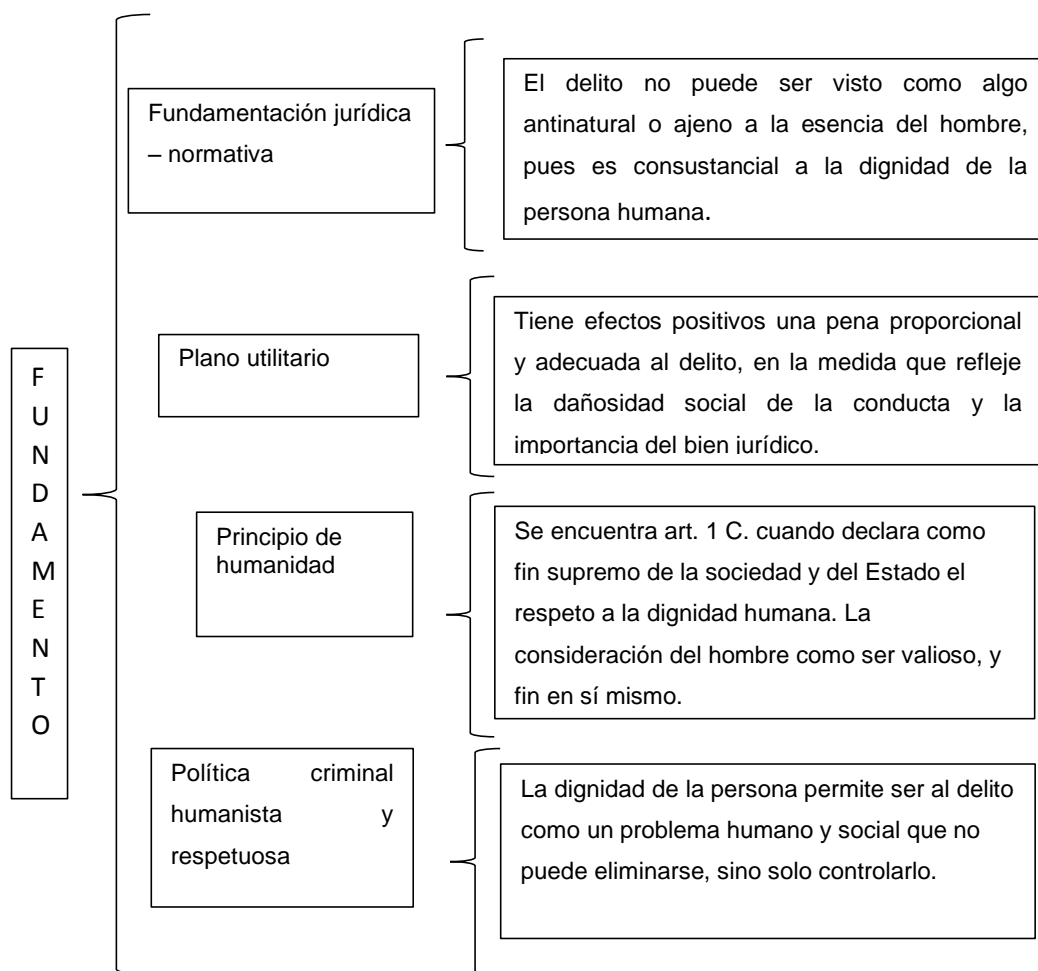 FUNDAMENTO
Fundamentación jurídica
– normativa
El delito no puede ser visto como algo
antinatural o ajeno a la esencia del hombre,
pues es consustancial a la dignidad de la
persona humana.
Plano utilitario
Tiene efectos positivos una pena proporcional
y adecuada al delito, en la medida que refleje
la dañosidad social de la conducta y la
importancia del bien jurídico.
Principio de
humanidad
Se encuentra art. 1 C. cuando declara como
fin supremo de la sociedad y del Estado el
respeto a la dignidad humana. La
consideración del hombre como ser valioso, y
fin en sí mismo.
Política criminal
humanista y
respetuosa
La dignidad de la persona permite ser al delito
como un problema humano y social que no
puede eliminarse, sino solo controlarlo.